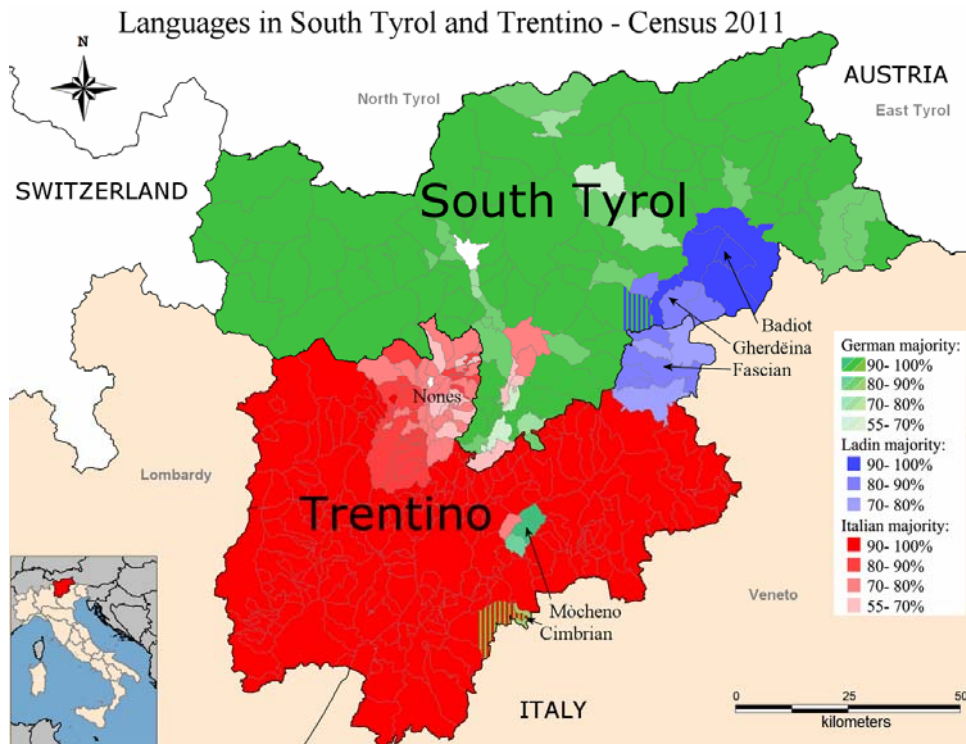 Languages in South Tyrol and Trentino - Census 2011
N
AUSTRIA
North Tyrol
East Tyrol
SWITZERLAND
South Tyrol
Badiot
Gherdëina
Fascian
Nones
German majority:
90- 100%
80- 90%
70- 80%
55- 70%
Ladin majority:
90- 100%
80- 90%
70- 80%
Italian majority:
90- 100%
80- 90%
70- 80%
55- 70%
Lombardy
Trentino
Veneto
Mòcheno
Cimbrian
ITALY
0 25 50
kilometers